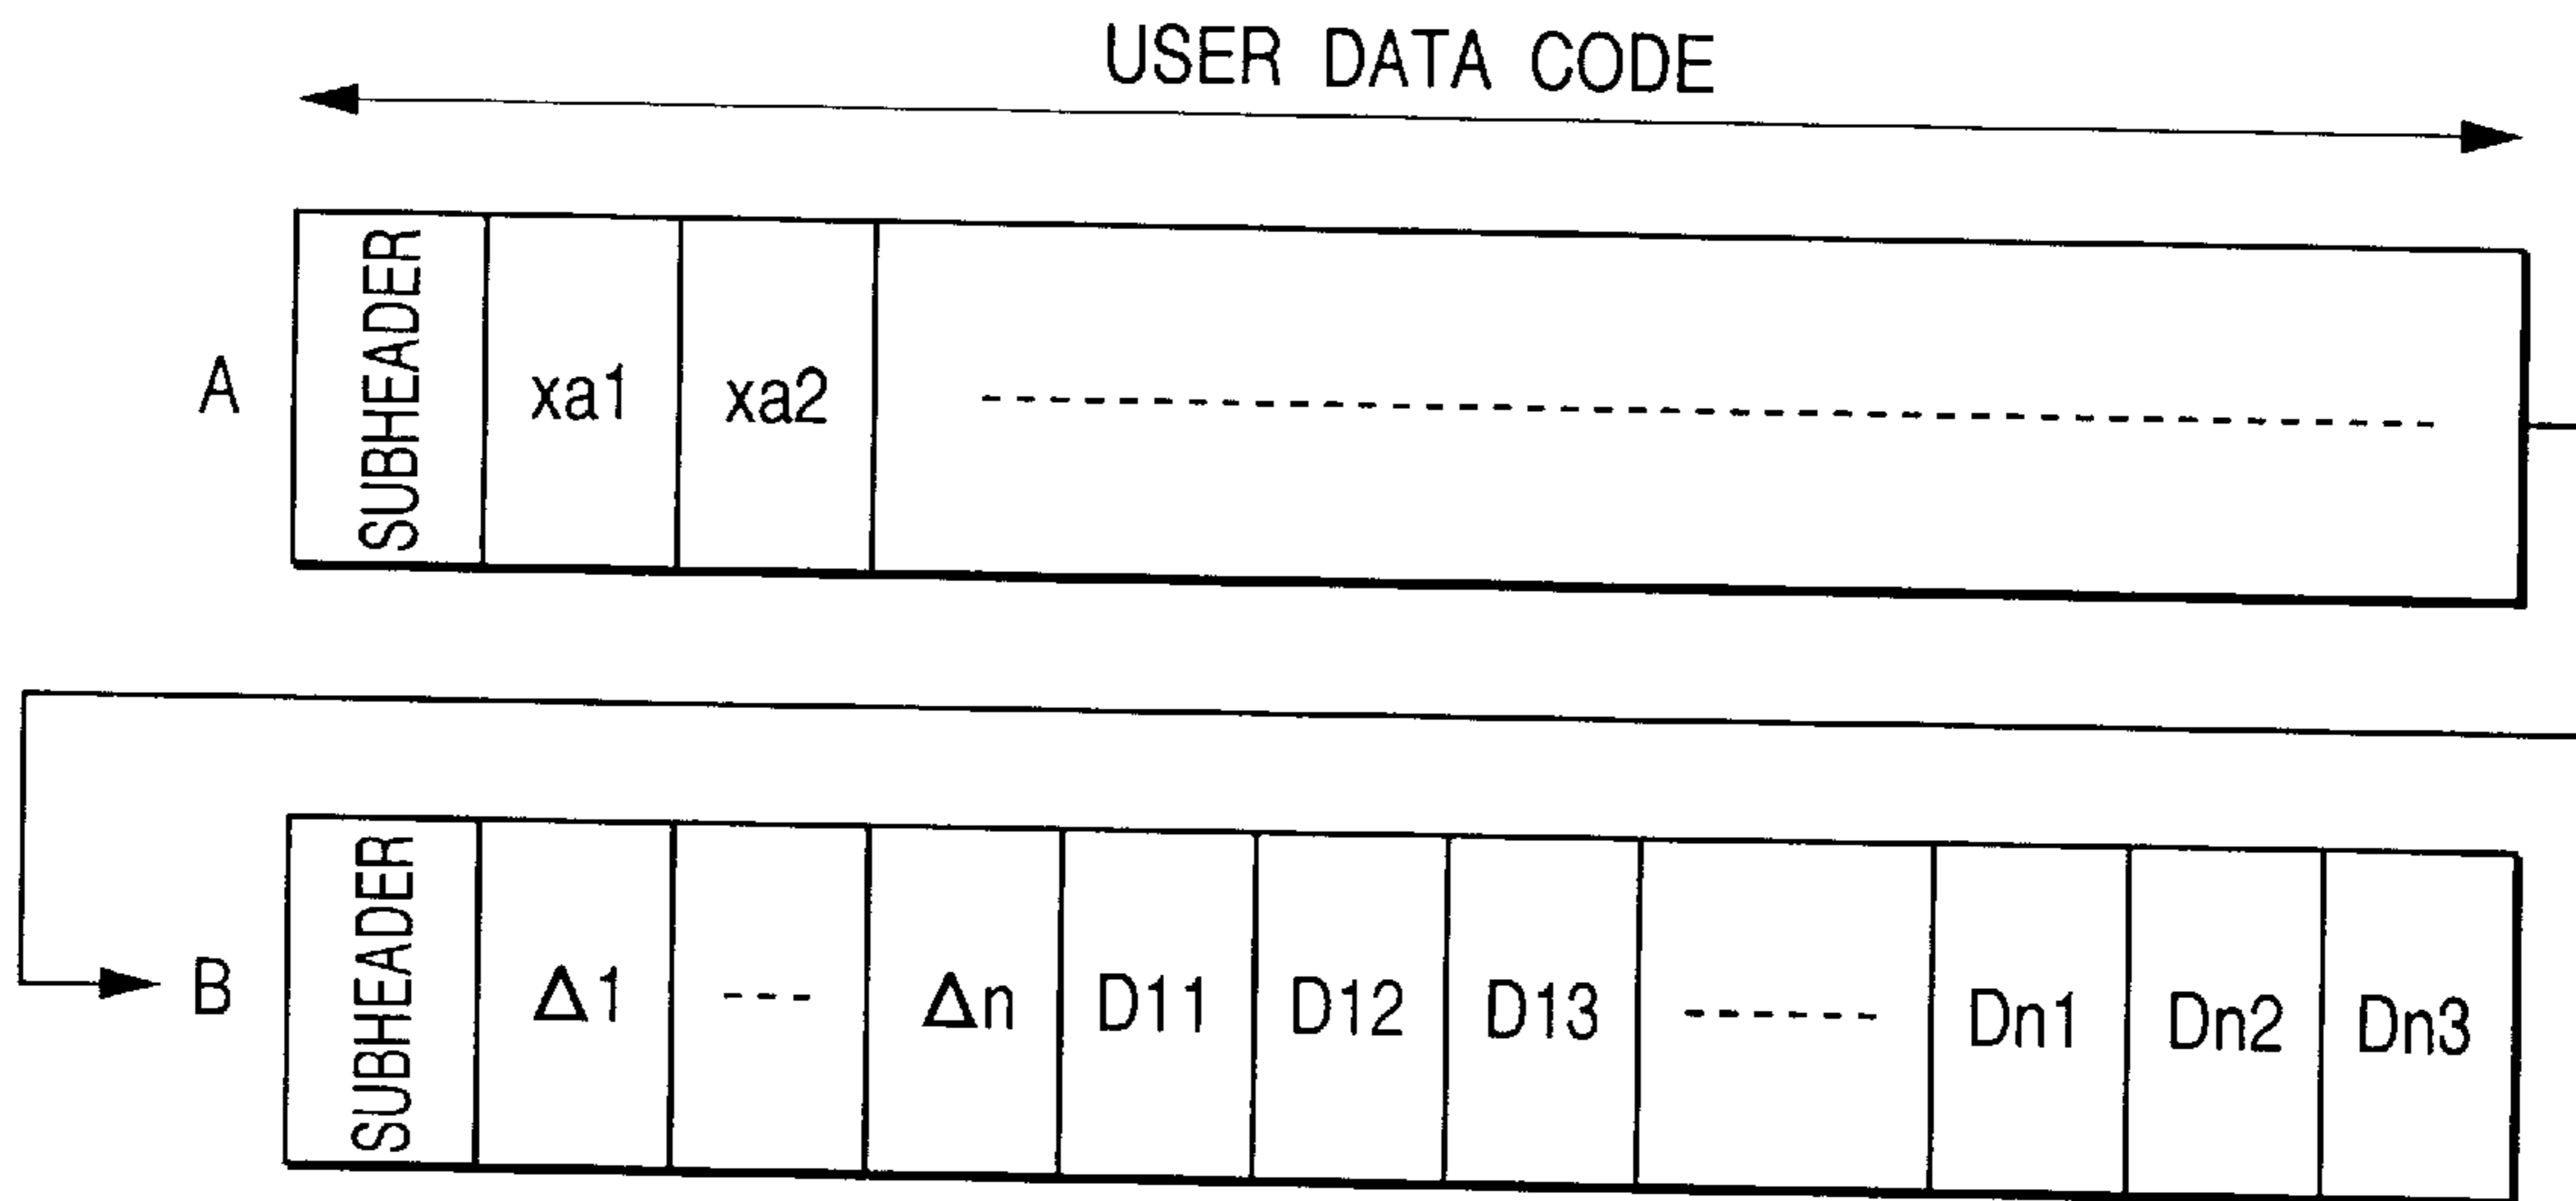 USER DATA CODE
A SUBHEADER xa1 xa2
B SUBHEADER Δ1 --- Δn D11 D12 D13 ------ Dn1 Dn2 Dn3